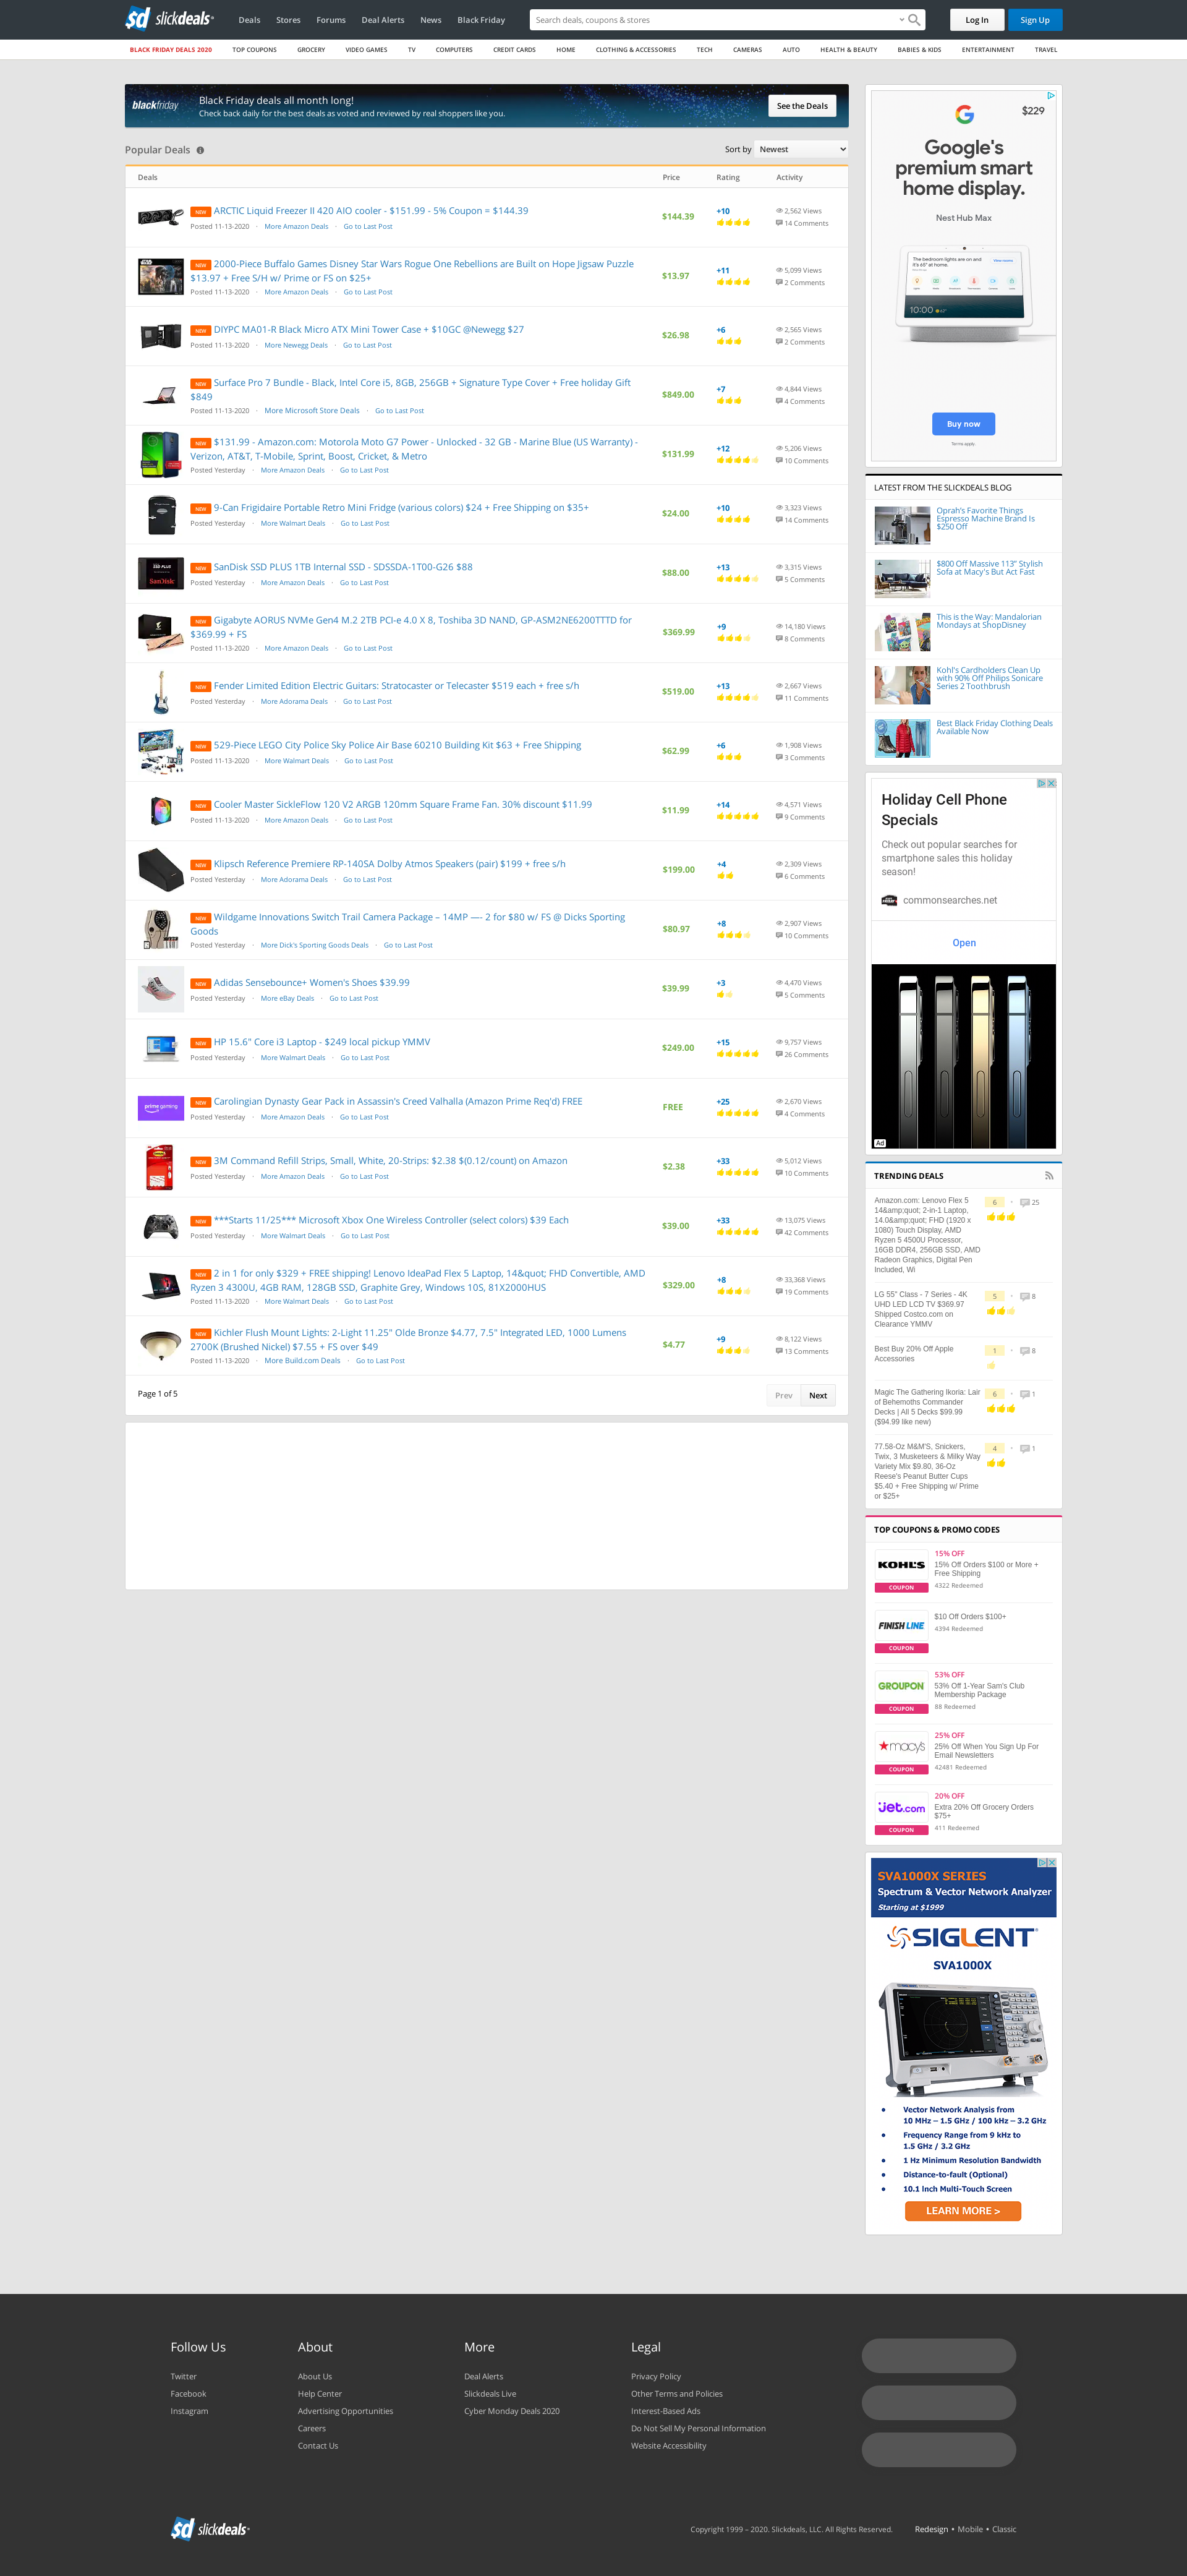 sd slickdeals
Deals Stores Forums Deal Alerts News Black Friday
Search deals, coupons & stores
Log In Sign Up
BLACK FRIDAY DEALS 2020 TOP COUPONS GROCERY VIDEO GAMES TV COMPUTERS CREDIT CARDS HOME CLOTHING & ACCESSORIES TECH CAMERAS AUTO HEALTH & BEAUTY BABIES & KIDS ENTERTAINMENT TRAVEL
blackfriday
Black Friday deals all month long!
Check back daily for the best deals as voted and reviewed by real shoppers like you.
See the Deals
Popular Deals
Sort by Newest
Deals Price Rating Activity
NEW ARCTIC Liquid Freezer II 420 AIO cooler - $151.99 - 5% Coupon = $144.39
Posted 11-13-2020 · More Amazon Deals · Go to Last Post
$144.39 +10 2,562 Views
14 Comments
NEW 2000-Piece Buffalo Games Disney Star Wars Rogue One Rebellions are Built on Hope Jigsaw Puzzle
$13.97 + Free S/H w/ Prime or FS on $25+
Posted 11-13-2020 · More Amazon Deals · Go to Last Post
$13.97 +11 5,099 Views
2 Comments
NEW DIYPC MA01-R Black Micro ATX Mini Tower Case + $10GC @Newegg $27
Posted 11-13-2020 · More Newegg Deals · Go to Last Post
$26.98 +6 2,565 Views
2 Comments
NEW Surface Pro 7 Bundle - Black, Intel Core i5, 8GB, 256GB + Signature Type Cover + Free holiday Gift
$849
Posted 11-13-2020 · More Microsoft Store Deals · Go to Last Post
$849.00 +7 4,844 Views
4 Comments
NEW $131.99 - Amazon.com: Motorola Moto G7 Power - Unlocked - 32 GB - Marine Blue (US Warranty) -
Verizon, AT&T, T-Mobile, Sprint, Boost, Cricket, & Metro
Posted Yesterday · More Amazon Deals · Go to Last Post
$131.99 +12 5,206 Views
10 Comments
NEW 9-Can Frigidaire Portable Retro Mini Fridge (various colors) $24 + Free Shipping on $35+
Posted Yesterday · More Walmart Deals · Go to Last Post
$24.00 +10 3,323 Views
14 Comments
NEW SanDisk SSD PLUS 1TB Internal SSD - SDSSDA-1T00-G26 $88
Posted Yesterday · More Amazon Deals · Go to Last Post
$88.00 +13 3,315 Views
5 Comments
NEW Gigabyte AORUS NVMe Gen4 M.2 2TB PCI-e 4.0 X 8, Toshiba 3D NAND, GP-ASM2NE6200TTTD for
$369.99 + FS
Posted 11-13-2020 · More Amazon Deals · Go to Last Post
$369.99 +9 14,180 Views
8 Comments
NEW Fender Limited Edition Electric Guitars: Stratocaster or Telecaster $519 each + free s/h
Posted Yesterday · More Adorama Deals · Go to Last Post
$519.00 +13 2,667 Views
11 Comments
NEW 529-Piece LEGO City Police Sky Police Air Base 60210 Building Kit $63 + Free Shipping
Posted 11-13-2020 · More Walmart Deals · Go to Last Post
$62.99 +6 1,908 Views
3 Comments
NEW Cooler Master SickleFlow 120 V2 ARGB 120mm Square Frame Fan. 30% discount $11.99
Posted 11-13-2020 · More Amazon Deals · Go to Last Post
$11.99 +14 4,571 Views
9 Comments
NEW Klipsch Reference Premiere RP-140SA Dolby Atmos Speakers (pair) $199 + free s/h
Posted Yesterday · More Adorama Deals · Go to Last Post
$199.00 +4 2,309 Views
6 Comments
NEW Wildgame Innovations Switch Trail Camera Package – 14MP —- 2 for $80 w/ FS @ Dicks Sporting
Goods
Posted Yesterday · More Dick's Sporting Goods Deals · Go to Last Post
$80.97 +8 2,907 Views
10 Comments
NEW Adidas Sensebounce+ Women's Shoes $39.99
Posted Yesterday · More eBay Deals · Go to Last Post
$39.99 +3 4,470 Views
5 Comments
NEW HP 15.6" Core i3 Laptop - $249 local pickup YMMV
Posted Yesterday · More Walmart Deals · Go to Last Post
$249.00 +15 9,757 Views
26 Comments
prime gaming
NEW Carolingian Dynasty Gear Pack in Assassin's Creed Valhalla (Amazon Prime Req'd) FREE
Posted Yesterday · More Amazon Deals · Go to Last Post
FREE +25 2,670 Views
4 Comments
NEW 3M Command Refill Strips, Small, White, 20-Strips: $2.38 $(0.12/count) on Amazon
Posted Yesterday · More Amazon Deals · Go to Last Post
$2.38 +33 5,012 Views
10 Comments
NEW ***Starts 11/25*** Microsoft Xbox One Wireless Controller (select colors) $39 Each
Posted Yesterday · More Walmart Deals · Go to Last Post
$39.00 +33 13,075 Views
42 Comments
NEW 2 in 1 for only $329 + FREE shipping! Lenovo IdeaPad Flex 5 Laptop, 14&quot; FHD Convertible, AMD
Ryzen 3 4300U, 4GB RAM, 128GB SSD, Graphite Grey, Windows 10S, 81X2000HUS
Posted 11-13-2020 · More Walmart Deals · Go to Last Post
$329.00 +8 33,368 Views
19 Comments
NEW Kichler Flush Mount Lights: 2-Light 11.25" Olde Bronze $4.77, 7.5" Integrated LED, 1000 Lumens
2700K (Brushed Nickel) $7.55 + FS over $49
Posted 11-13-2020 · More Build.com Deals · Go to Last Post
$4.77 +9 8,122 Views
13 Comments
Page 1 of 5
Prev Next
$229
Google's
premium smart
home display.
Nest Hub Max
The bedroom lights are on and it's 65° in here.
10:00
Buy now
Terms apply.
LATEST FROM THE SLICKDEALS BLOG
Oprah's Favorite Things
Espresso Machine Brand Is
$250 Off
$800 Off Massive 113" Stylish
Sofa at Macy's But Act Fast
This is the Way: Mandalorian
Mondays at ShopDisney
Kohl's Cardholders Clean Up
with 90% Off Philips Sonicare
Series 2 Toothbrush
Best Black Friday Clothing Deals
Available Now
Holiday Cell Phone
Specials
Check out popular searches for
smartphone sales this holiday
season!
commonsearches.net
Open
Ad
TRENDING DEALS
Amazon.com: Lenovo Flex 5
14&amp;quot; 2-in-1 Laptop,
14.0&amp;quot; FHD (1920 x
1080) Touch Display, AMD
Ryzen 5 4500U Processor,
16GB DDR4, 256GB SSD, AMD
Radeon Graphics, Digital Pen
Included, Wi
6 - 25
LG 55" Class - 7 Series - 4K
UHD LED LCD TV $369.97
Shipped Costco.com on
Clearance YMMV
5 - 8
Best Buy 20% Off Apple
Accessories
1 - 8
Magic The Gathering Ikoria: Lair
of Behemoths Commander
Decks | All 5 Decks $99.99
($94.99 like new)
6 - 1
77.58-Oz M&M'S, Snickers,
Twix, 3 Musketeers & Milky Way
Variety Mix $9.80, 36-Oz
Reese's Peanut Butter Cups
$5.40 + Free Shipping w/ Prime
or $25+
4 - 1
TOP COUPONS & PROMO CODES
KOHL'S
COUPON
15% OFF
15% Off Orders $100 or More +
Free Shipping
4322 Redeemed
FINISH LINE
COUPON
$10 Off Orders $100+
4394 Redeemed
GROUPON
COUPON
53% OFF
53% Off 1-Year Sam's Club
Membership Package
88 Redeemed
macy's
COUPON
25% OFF
25% Off When You Sign Up For
Email Newsletters
42481 Redeemed
jet.com
COUPON
20% OFF
Extra 20% Off Grocery Orders
$75+
411 Redeemed
SVA1000X SERIES
Spectrum & Vector Network Analyzer
Starting at $1999
SIGLENT
SVA1000X
• Vector Network Analysis from
10 MHz – 1.5 GHz / 100 kHz – 3.2 GHz
• Frequency Range from 9 kHz to
1.5 GHz / 3.2 GHz
• 1 Hz Minimum Resolution Bandwidth
• Distance-to-fault (Optional)
• 10.1 Inch Multi-Touch Screen
LEARN MORE >
Follow Us
Twitter
Facebook
Instagram
About
About Us
Help Center
Advertising Opportunities
Careers
Contact Us
More
Deal Alerts
Slickdeals Live
Cyber Monday Deals 2020
Legal
Privacy Policy
Other Terms and Policies
Interest-Based Ads
Do Not Sell My Personal Information
Website Accessibility
sd slickdeals
Copyright 1999 – 2020. Slickdeals, LLC. All Rights Reserved.
Redesign • Mobile • Classic